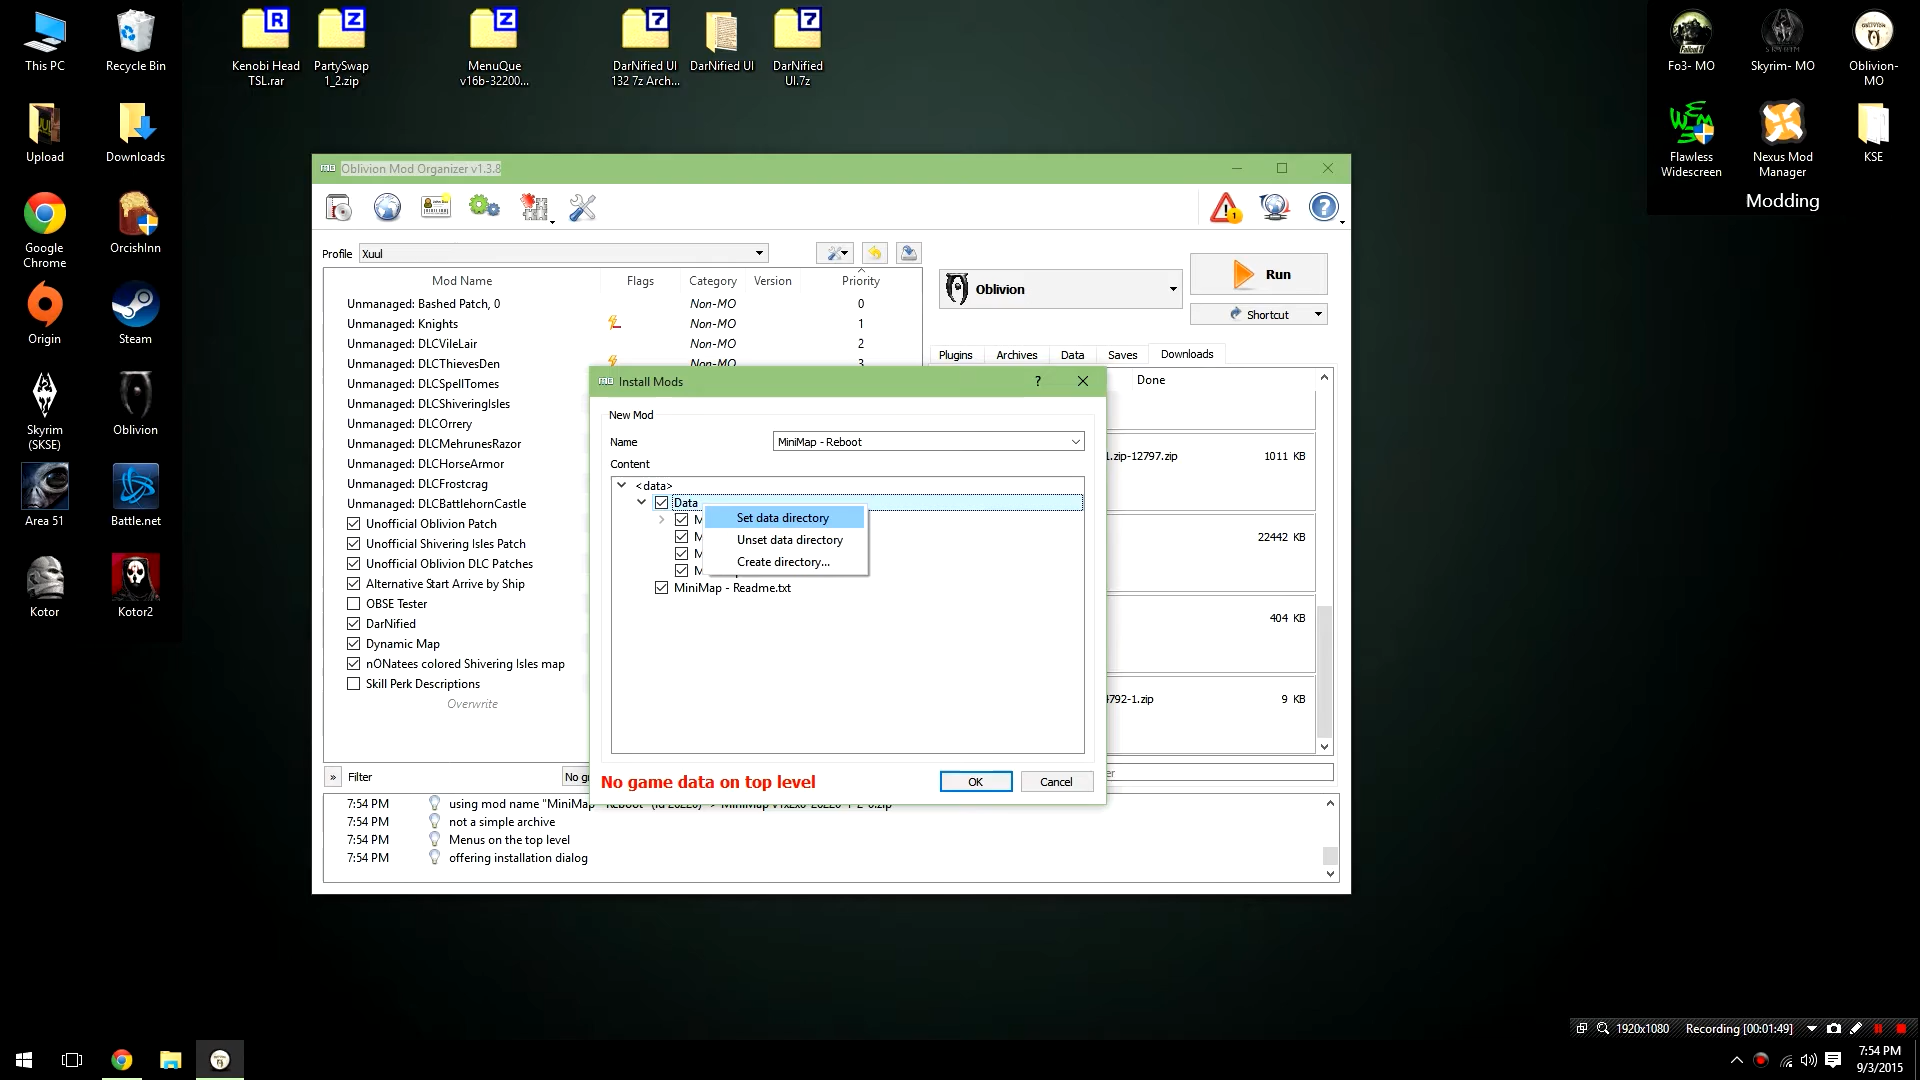 This PC
Recycle Bin
Kenobi Head
TSL.rar
PartySwap
1_2.zip
MenuQue
v16b-32200...
DarNified UI
132 7z Arch...
DarNified UI
DarNified
UI.7z
Fo3- MO
Skyrim- MO
Oblivion-
MO
Upload
Downloads
Flawless
Widescreen
Nexus Mod
Manager
KSE
Modding
Google
Chrome
OrcishInn
Origin
Steam
Skyrim
(SKSE)
Oblivion
Area 51
Battle.net
Kotor
Kotor2
Oblivion Mod Organizer v1.3.8
Profile Xuul
Mod Name Flags Category Version Priority
Unmanaged: Bashed Patch, 0 Non-MO 0
Unmanaged: Knights Non-MO 1
Unmanaged: DLCVileLair Non-MO 2
Unmanaged: DLCThievesDen Non-MO 3
Unmanaged: DLCSpellTomes
Unmanaged: DLCShiveringIsles
Unmanaged: DLCOrrery
Unmanaged: DLCMehrunesRazor
Unmanaged: DLCHorseArmor
Unmanaged: DLCFrostcrag
Unmanaged: DLCBattlehornCastle
Unofficial Oblivion Patch
Unofficial Shivering Isles Patch
Unofficial Oblivion DLC Patches
Alternative Start Arrive by Ship
OBSE Tester
DarNified
Dynamic Map
nONatees colored Shivering Isles map
Skill Perk Descriptions
Overwrite
» Filter
Oblivion
Run
Shortcut
Plugins Archives Data Saves Downloads
Done
1.zip-12797.zip 1011 KB
22442 KB
404 KB
4792-1.zip 9 KB
Install Mods
New Mod
Name MiniMap - Reboot
Content
<data>
Data
Set data directory
Unset data directory
Create directory...
MiniMap - Readme.txt
No game data on top level
OK
Cancel
7:54 PM using mod name "MiniMap
7:54 PM not a simple archive
7:54 PM Menus on the top level
7:54 PM offering installation dialog
1920x1080 Recording [00:01:49]
7:54 PM
9/3/2015